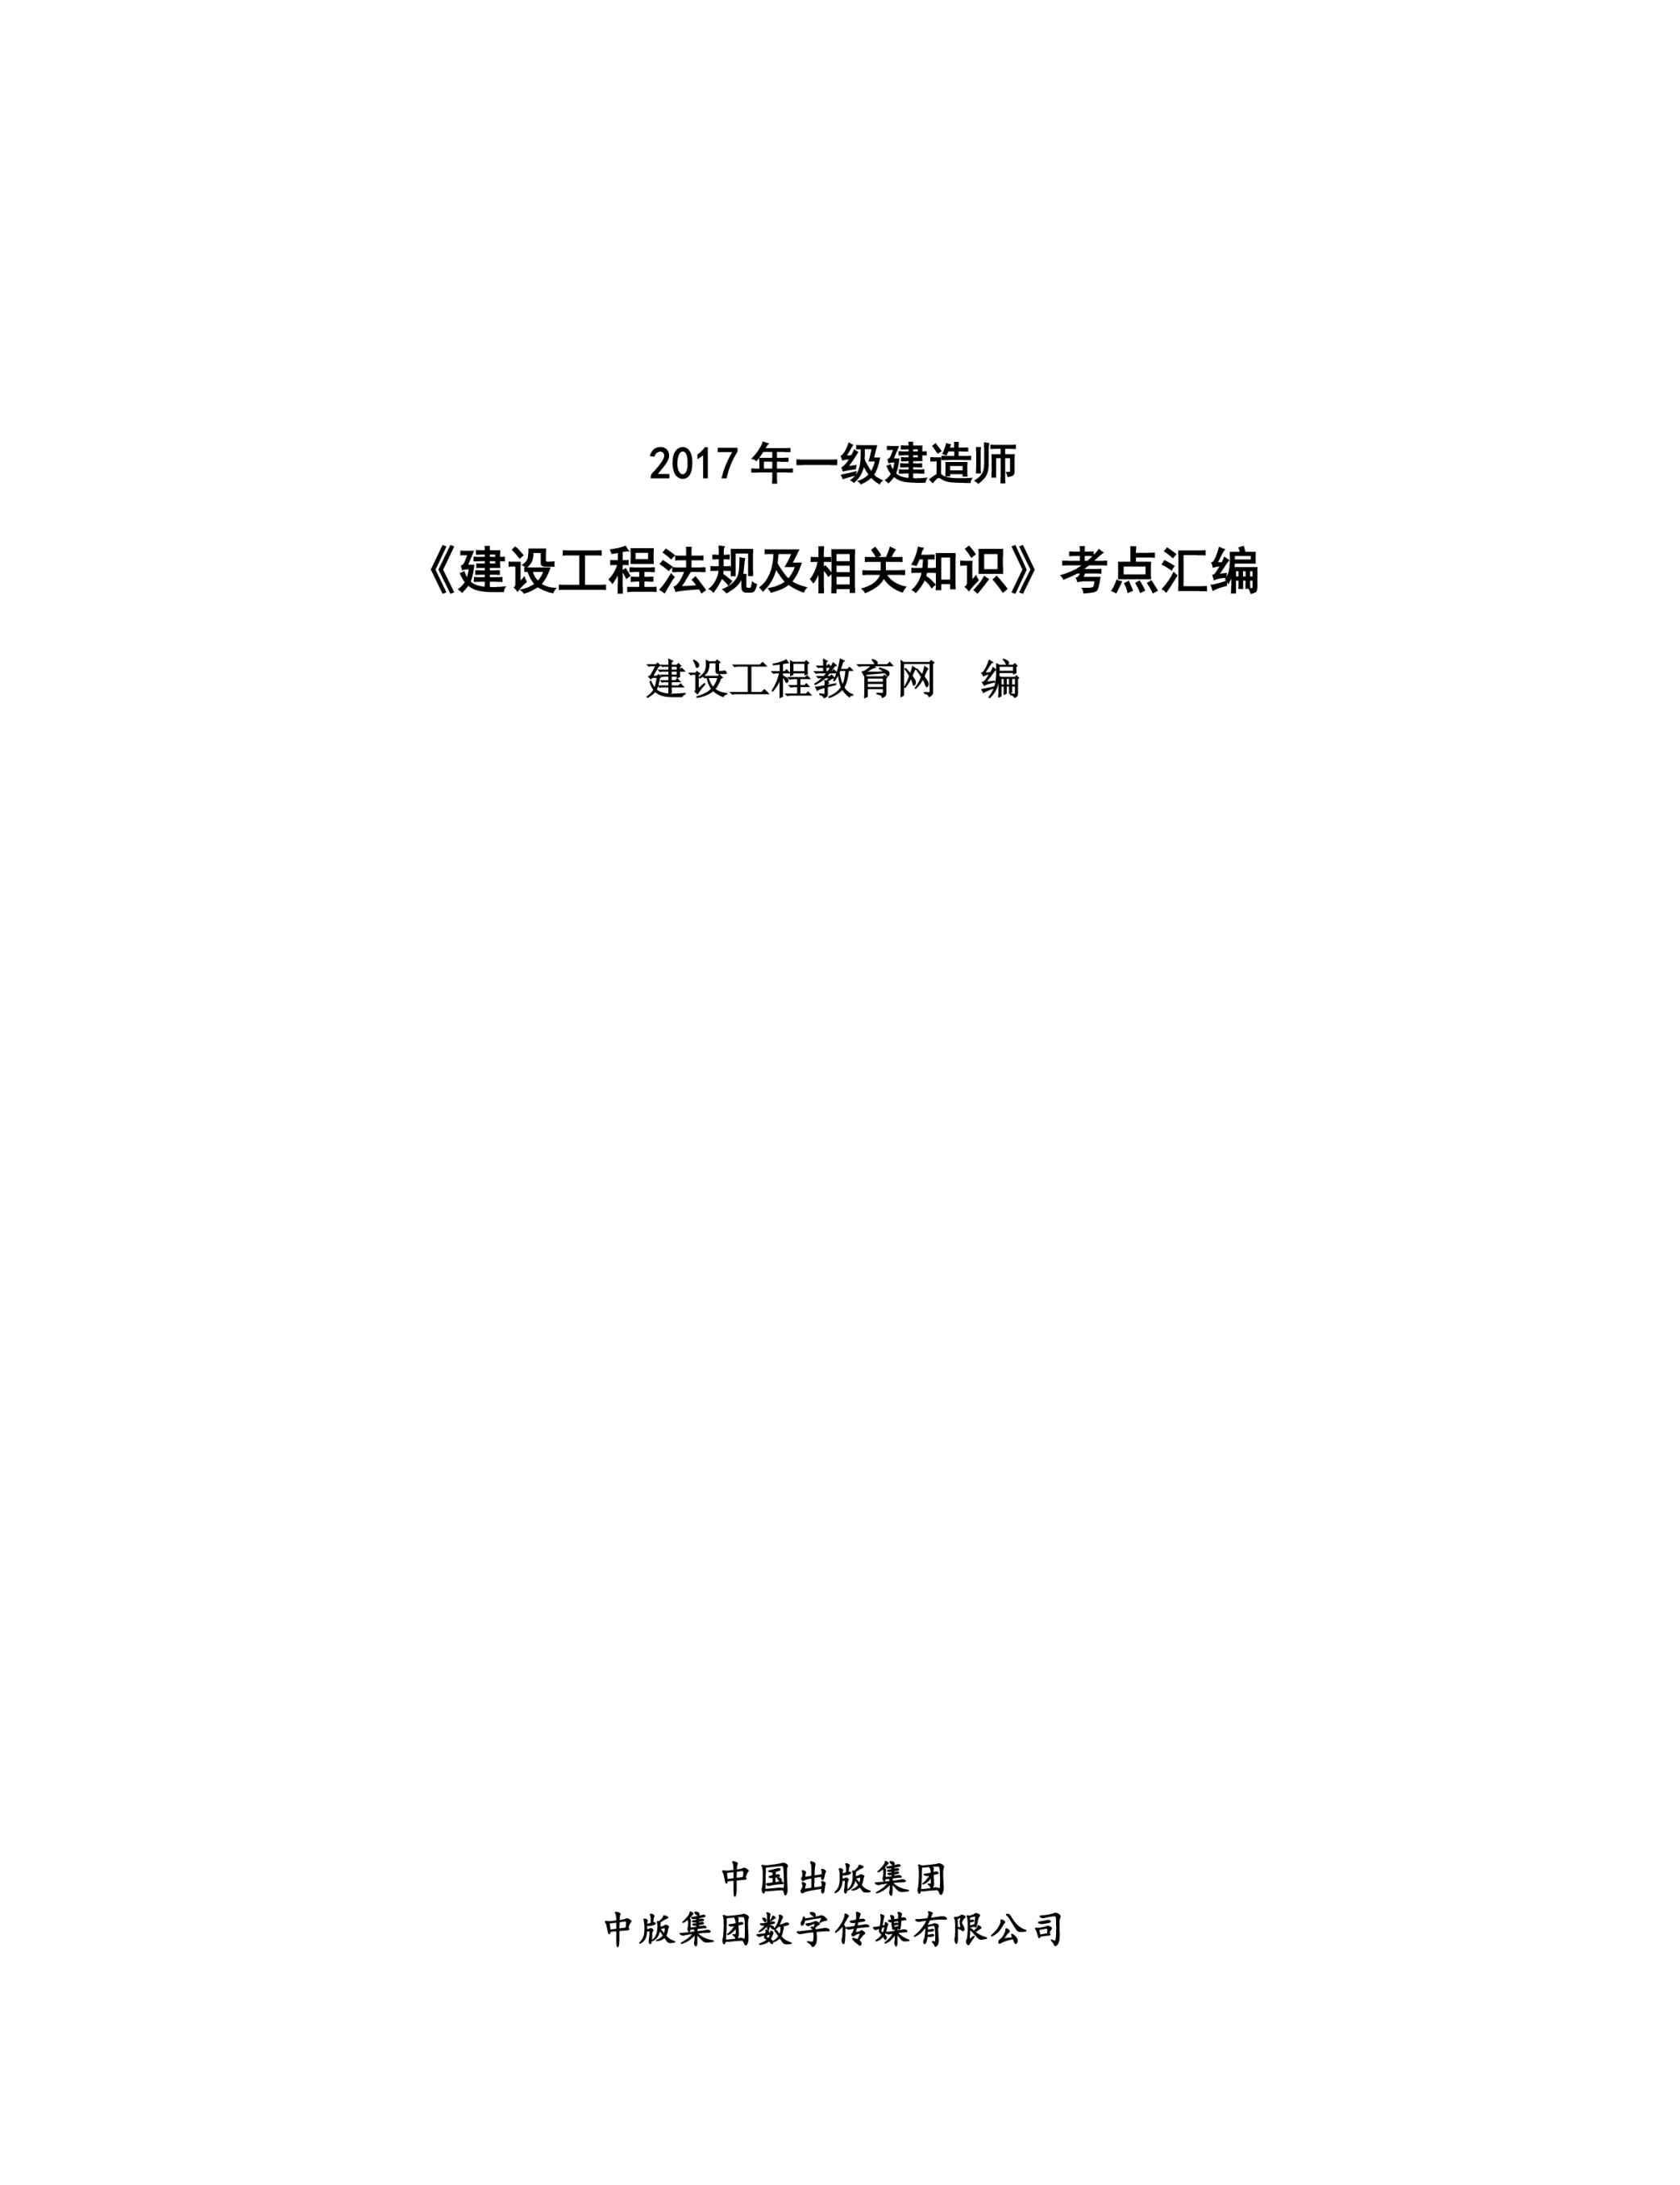 2017 年一级建造师
《建设工程法规及相关知识》考点汇编
建设工程教育网 编
中国出版集团
中版集团数字传媒有限公司